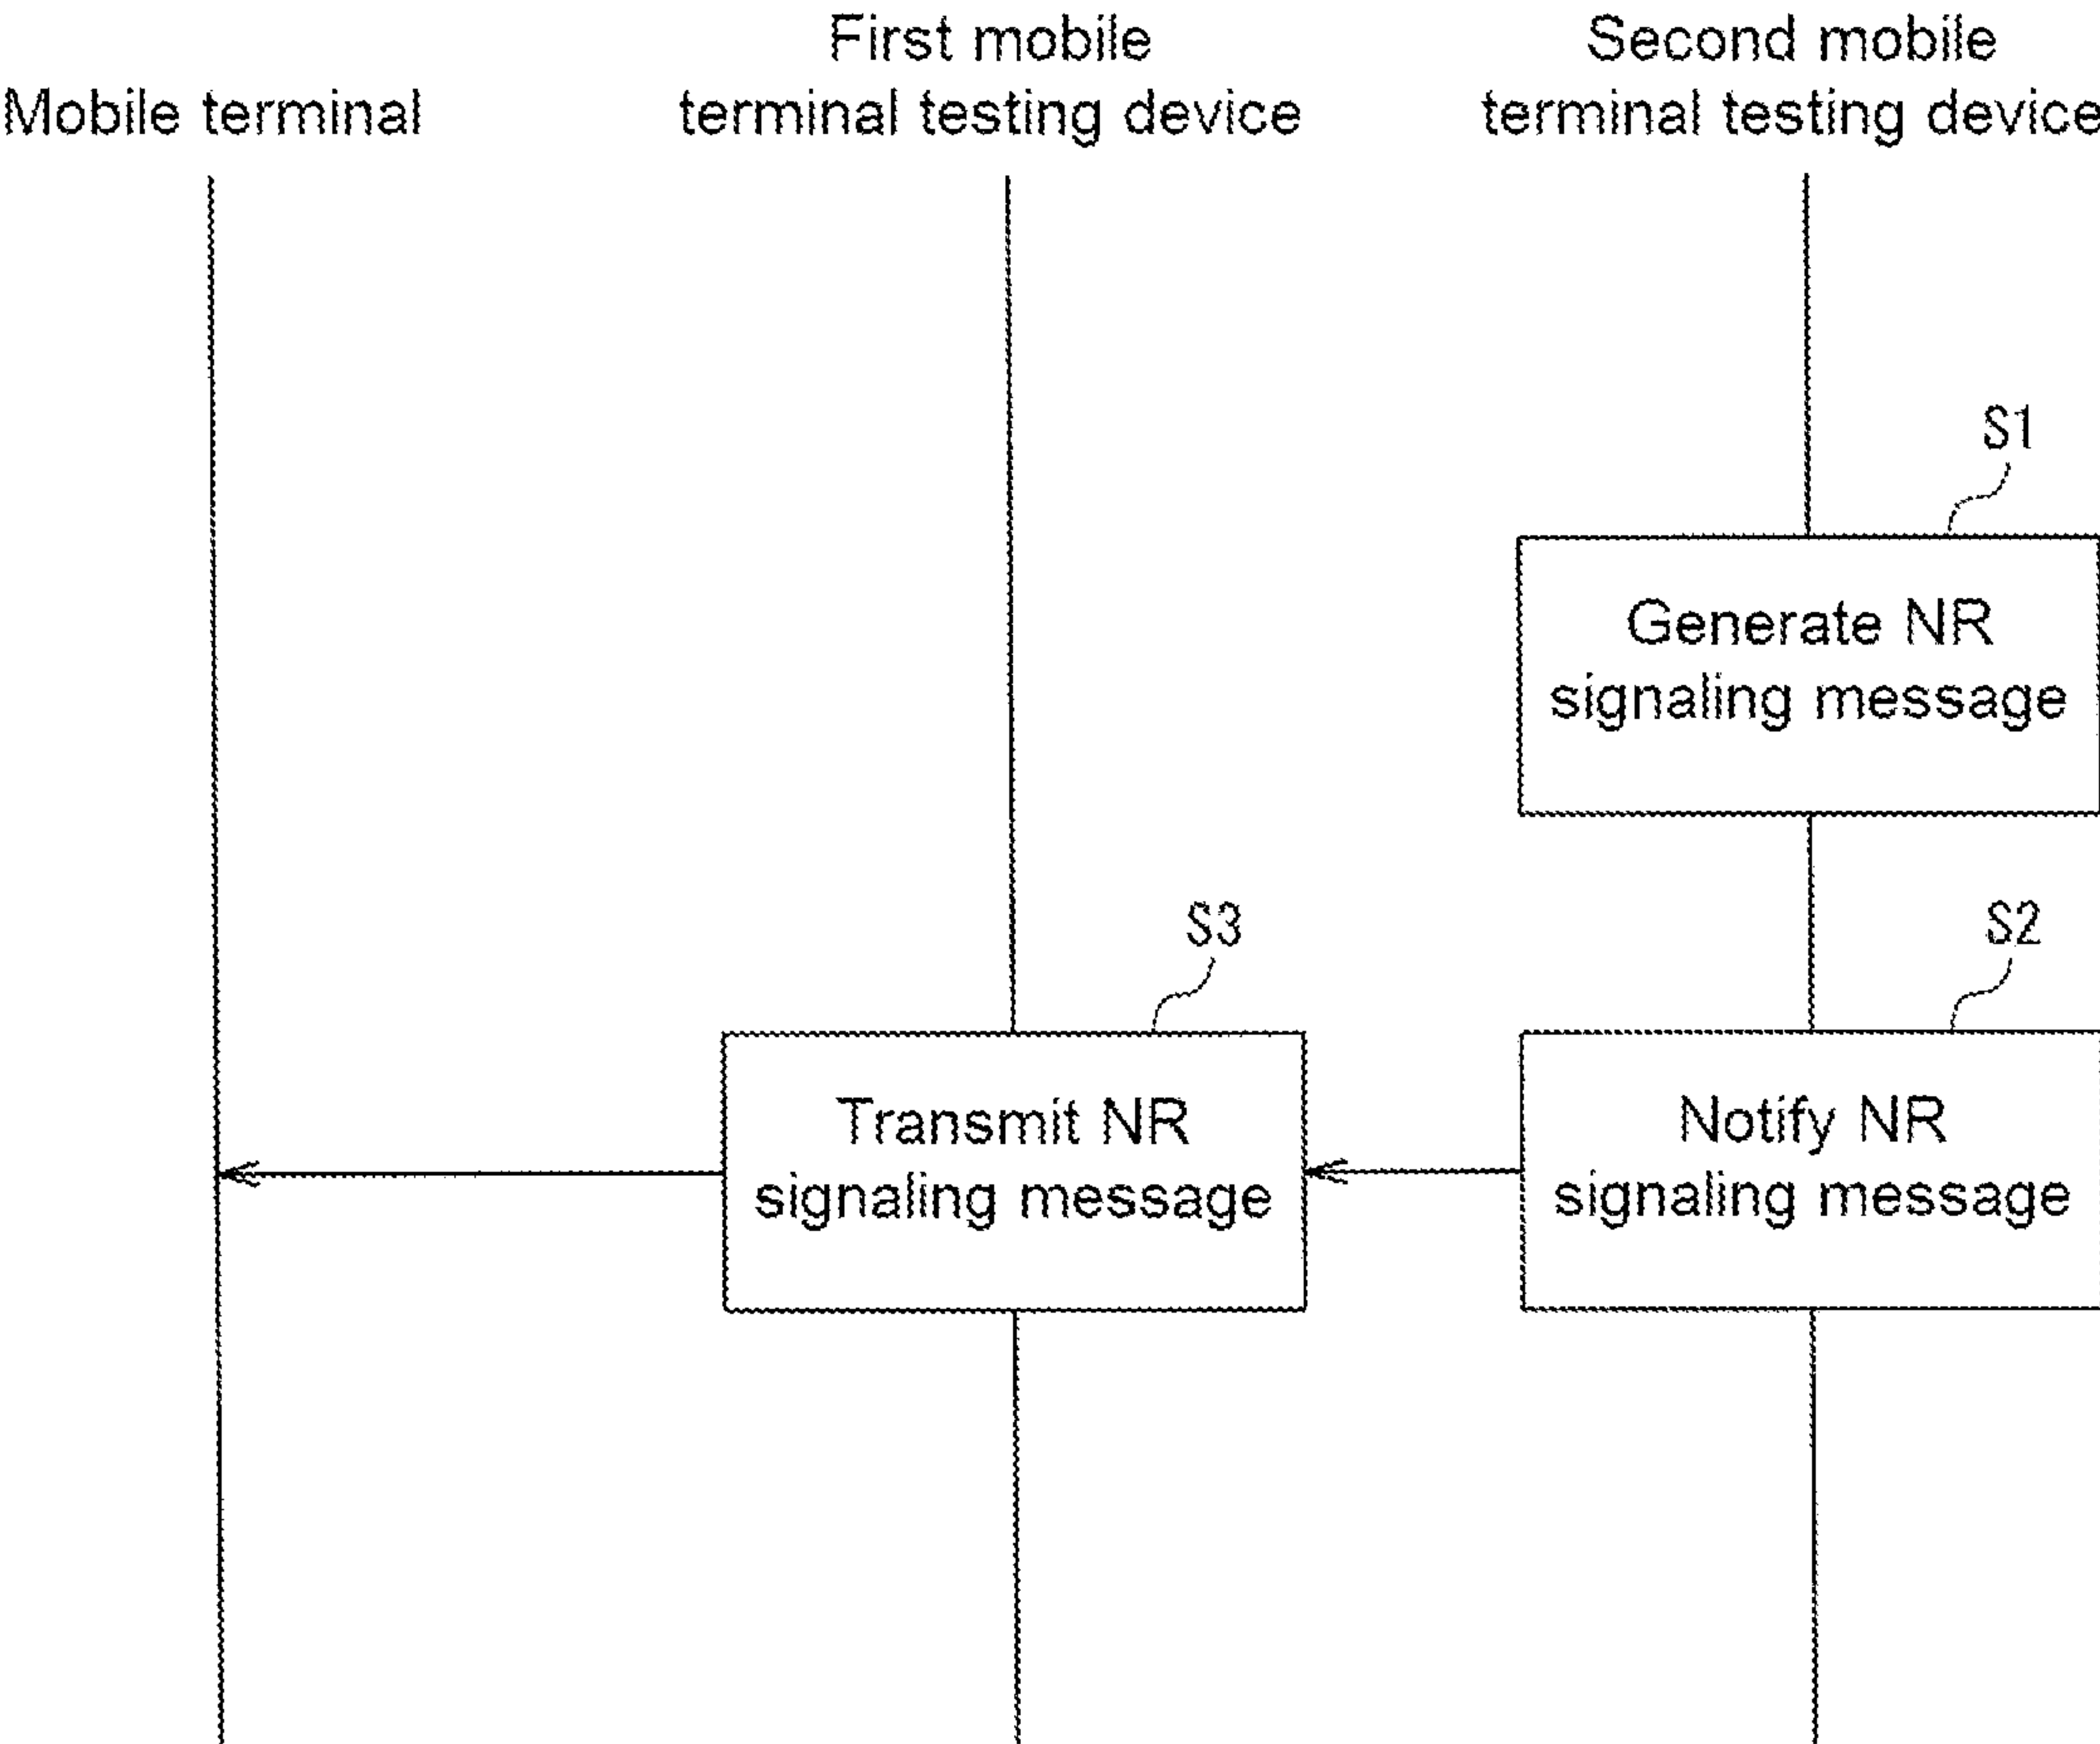 Mobile terminal
First mobile
terminal testing device
Second mobile
terminal testing device
S1
Generate NR
signaling message
S3
Transmit NR
signaling message
S2
Notify NR
signaling message